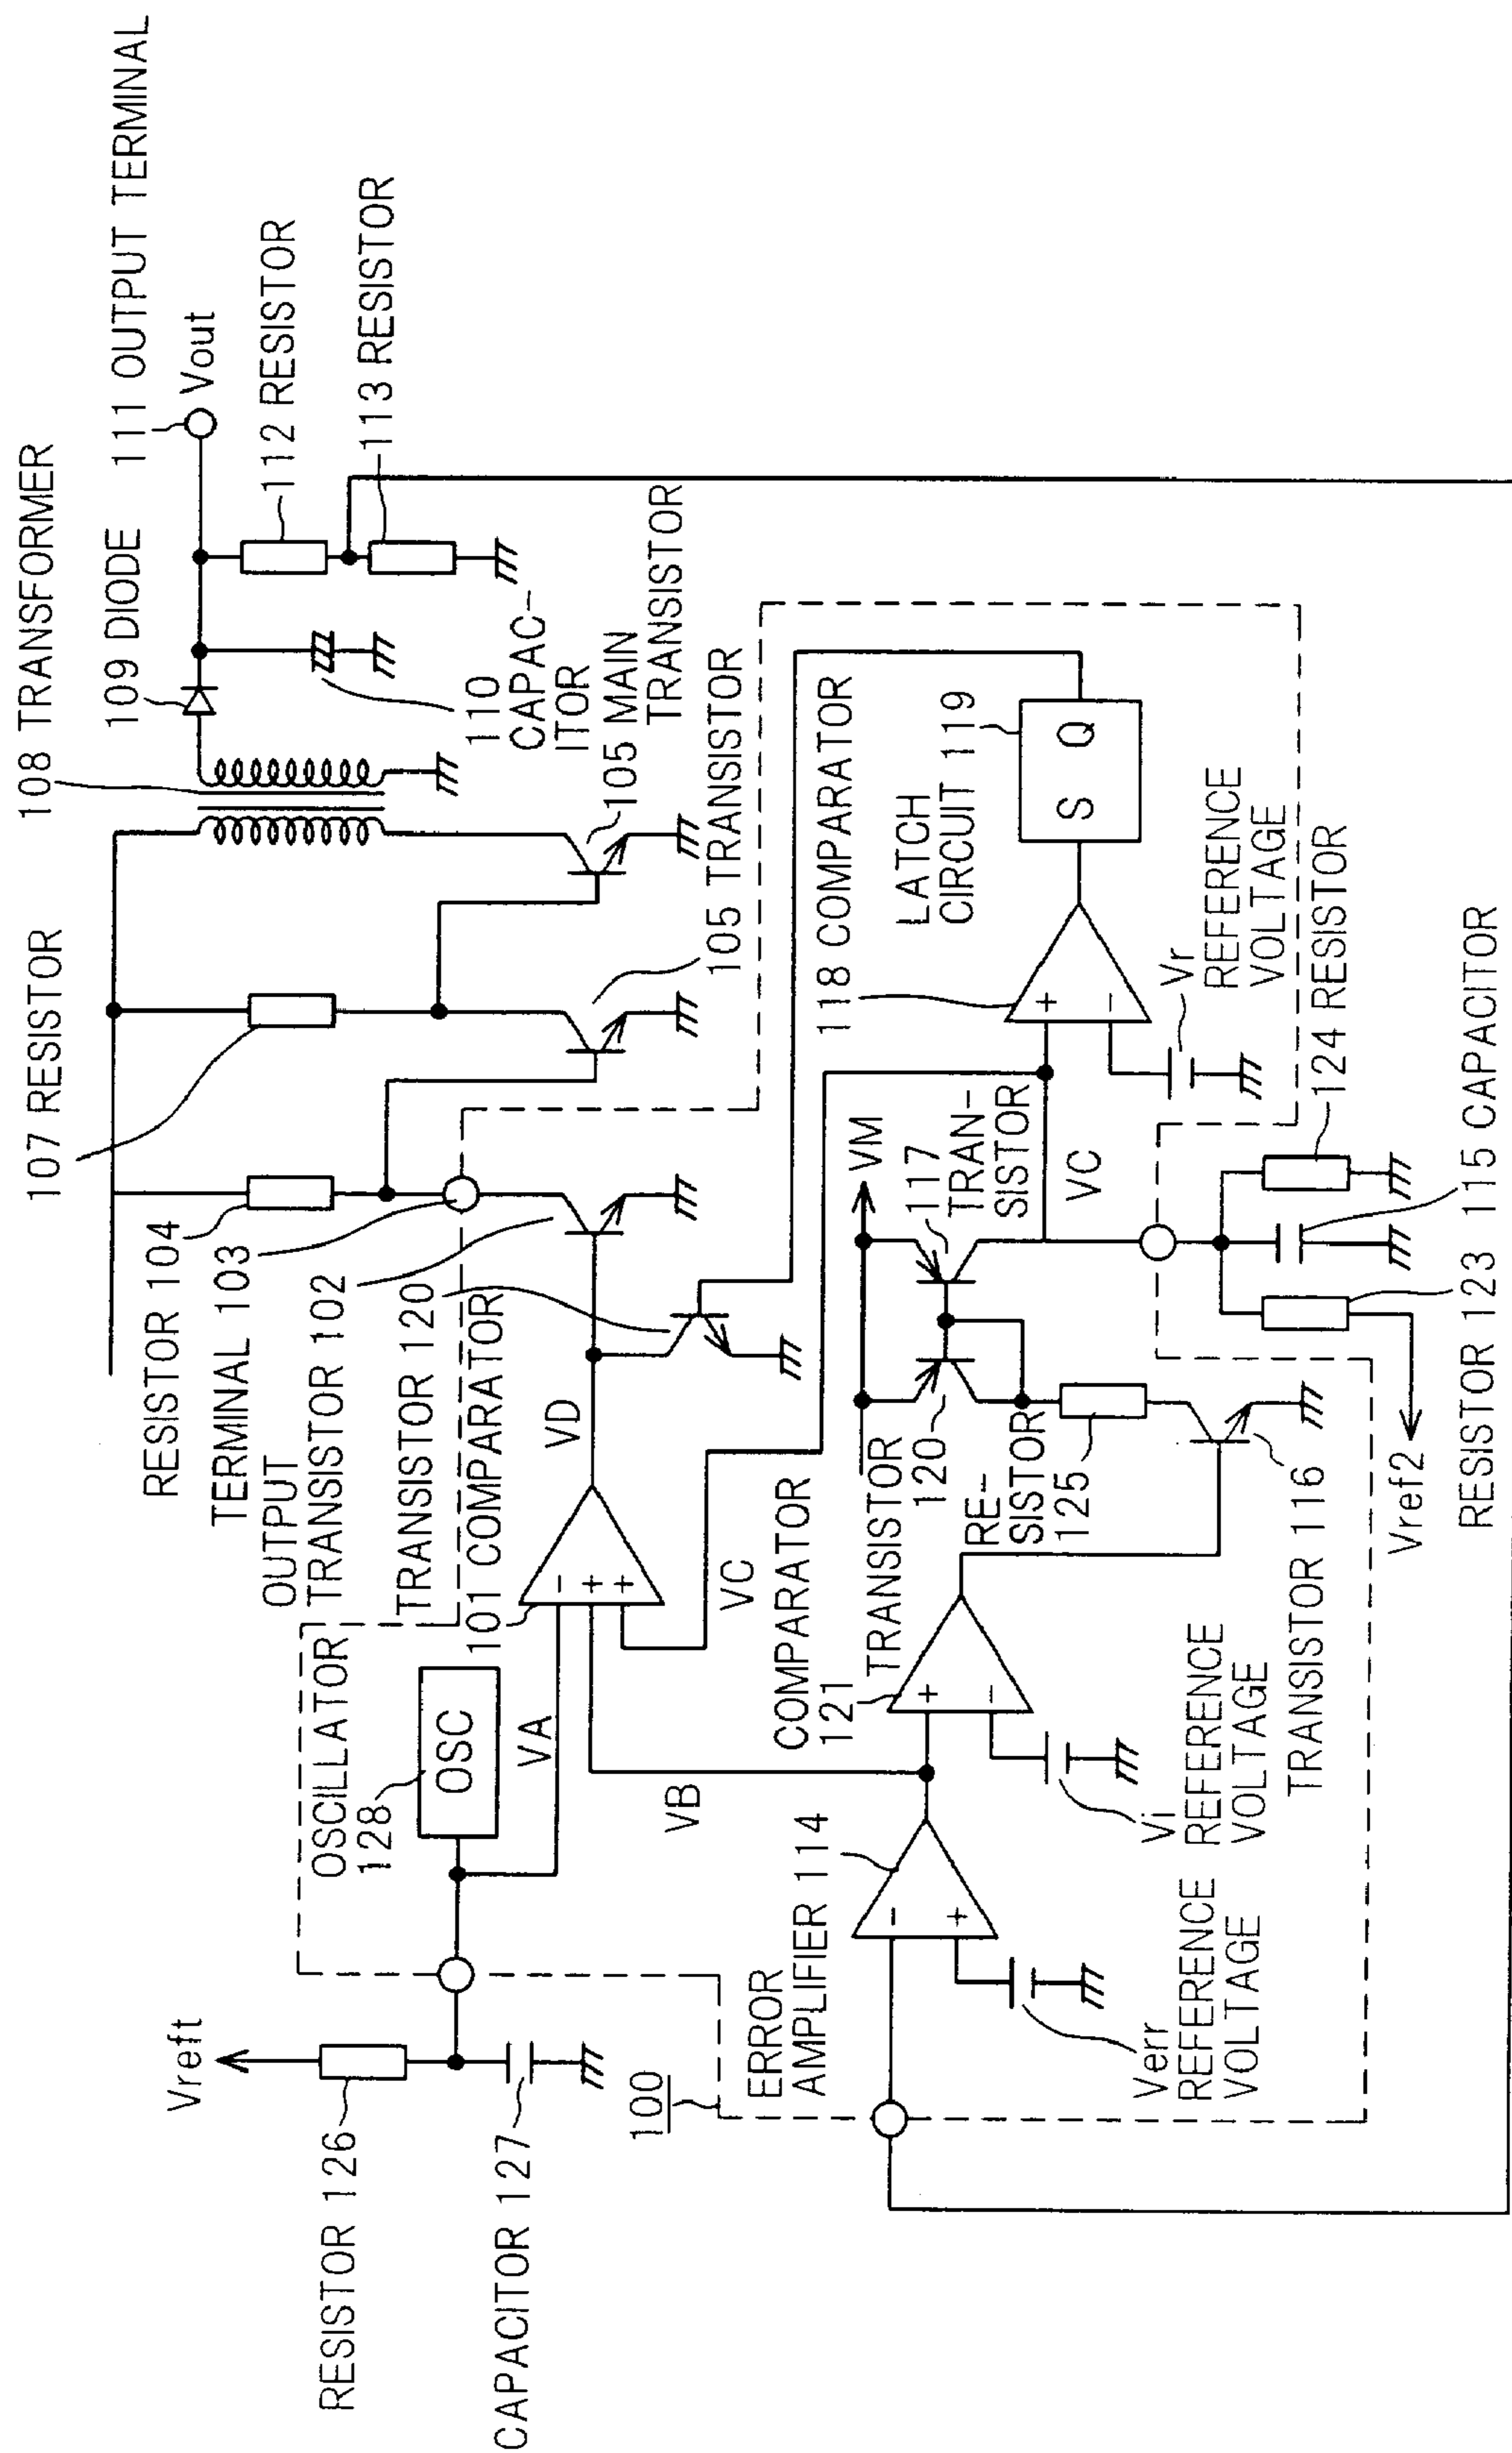 108 TRANSFORMER
109 DIODE
111 OUTPUT TERMINAL
Vout
112 RESISTOR
113 RESISTOR
110
CAPAC-
ITOR
105 MAIN
TRANSISTOR
105 TRANSISTOR
107 RESISTOR
RESISTOR 104
TERMINAL 103
OUTPUT
TRANSISTOR 102
TRANSISTOR 120
101 COMPARATOR
-
+
+
VD
OSCILLATOR
128
OSC
VA
VB
VC
Vreft
RESISTOR 126
CAPACITOR 127
100
ERROR
AMPLIFIER 114
-
+
Verr
REFERENCE
VOLTAGE
COMPARATOR
121
+
-
Vi
REFERENCE
VOLTAGE
TRANSISTOR
120
RE-
SISTOR
125
TRANSISTOR 116
VM
117
TRAN-
SISTOR
VC
118 COMPARATOR
+
-
LATCH
CIRCUIT 119
S Q
Vr
REFERENCE
VOLTAGE
124 RESISTOR
115 CAPACITOR
RESISTOR 123
Vref2